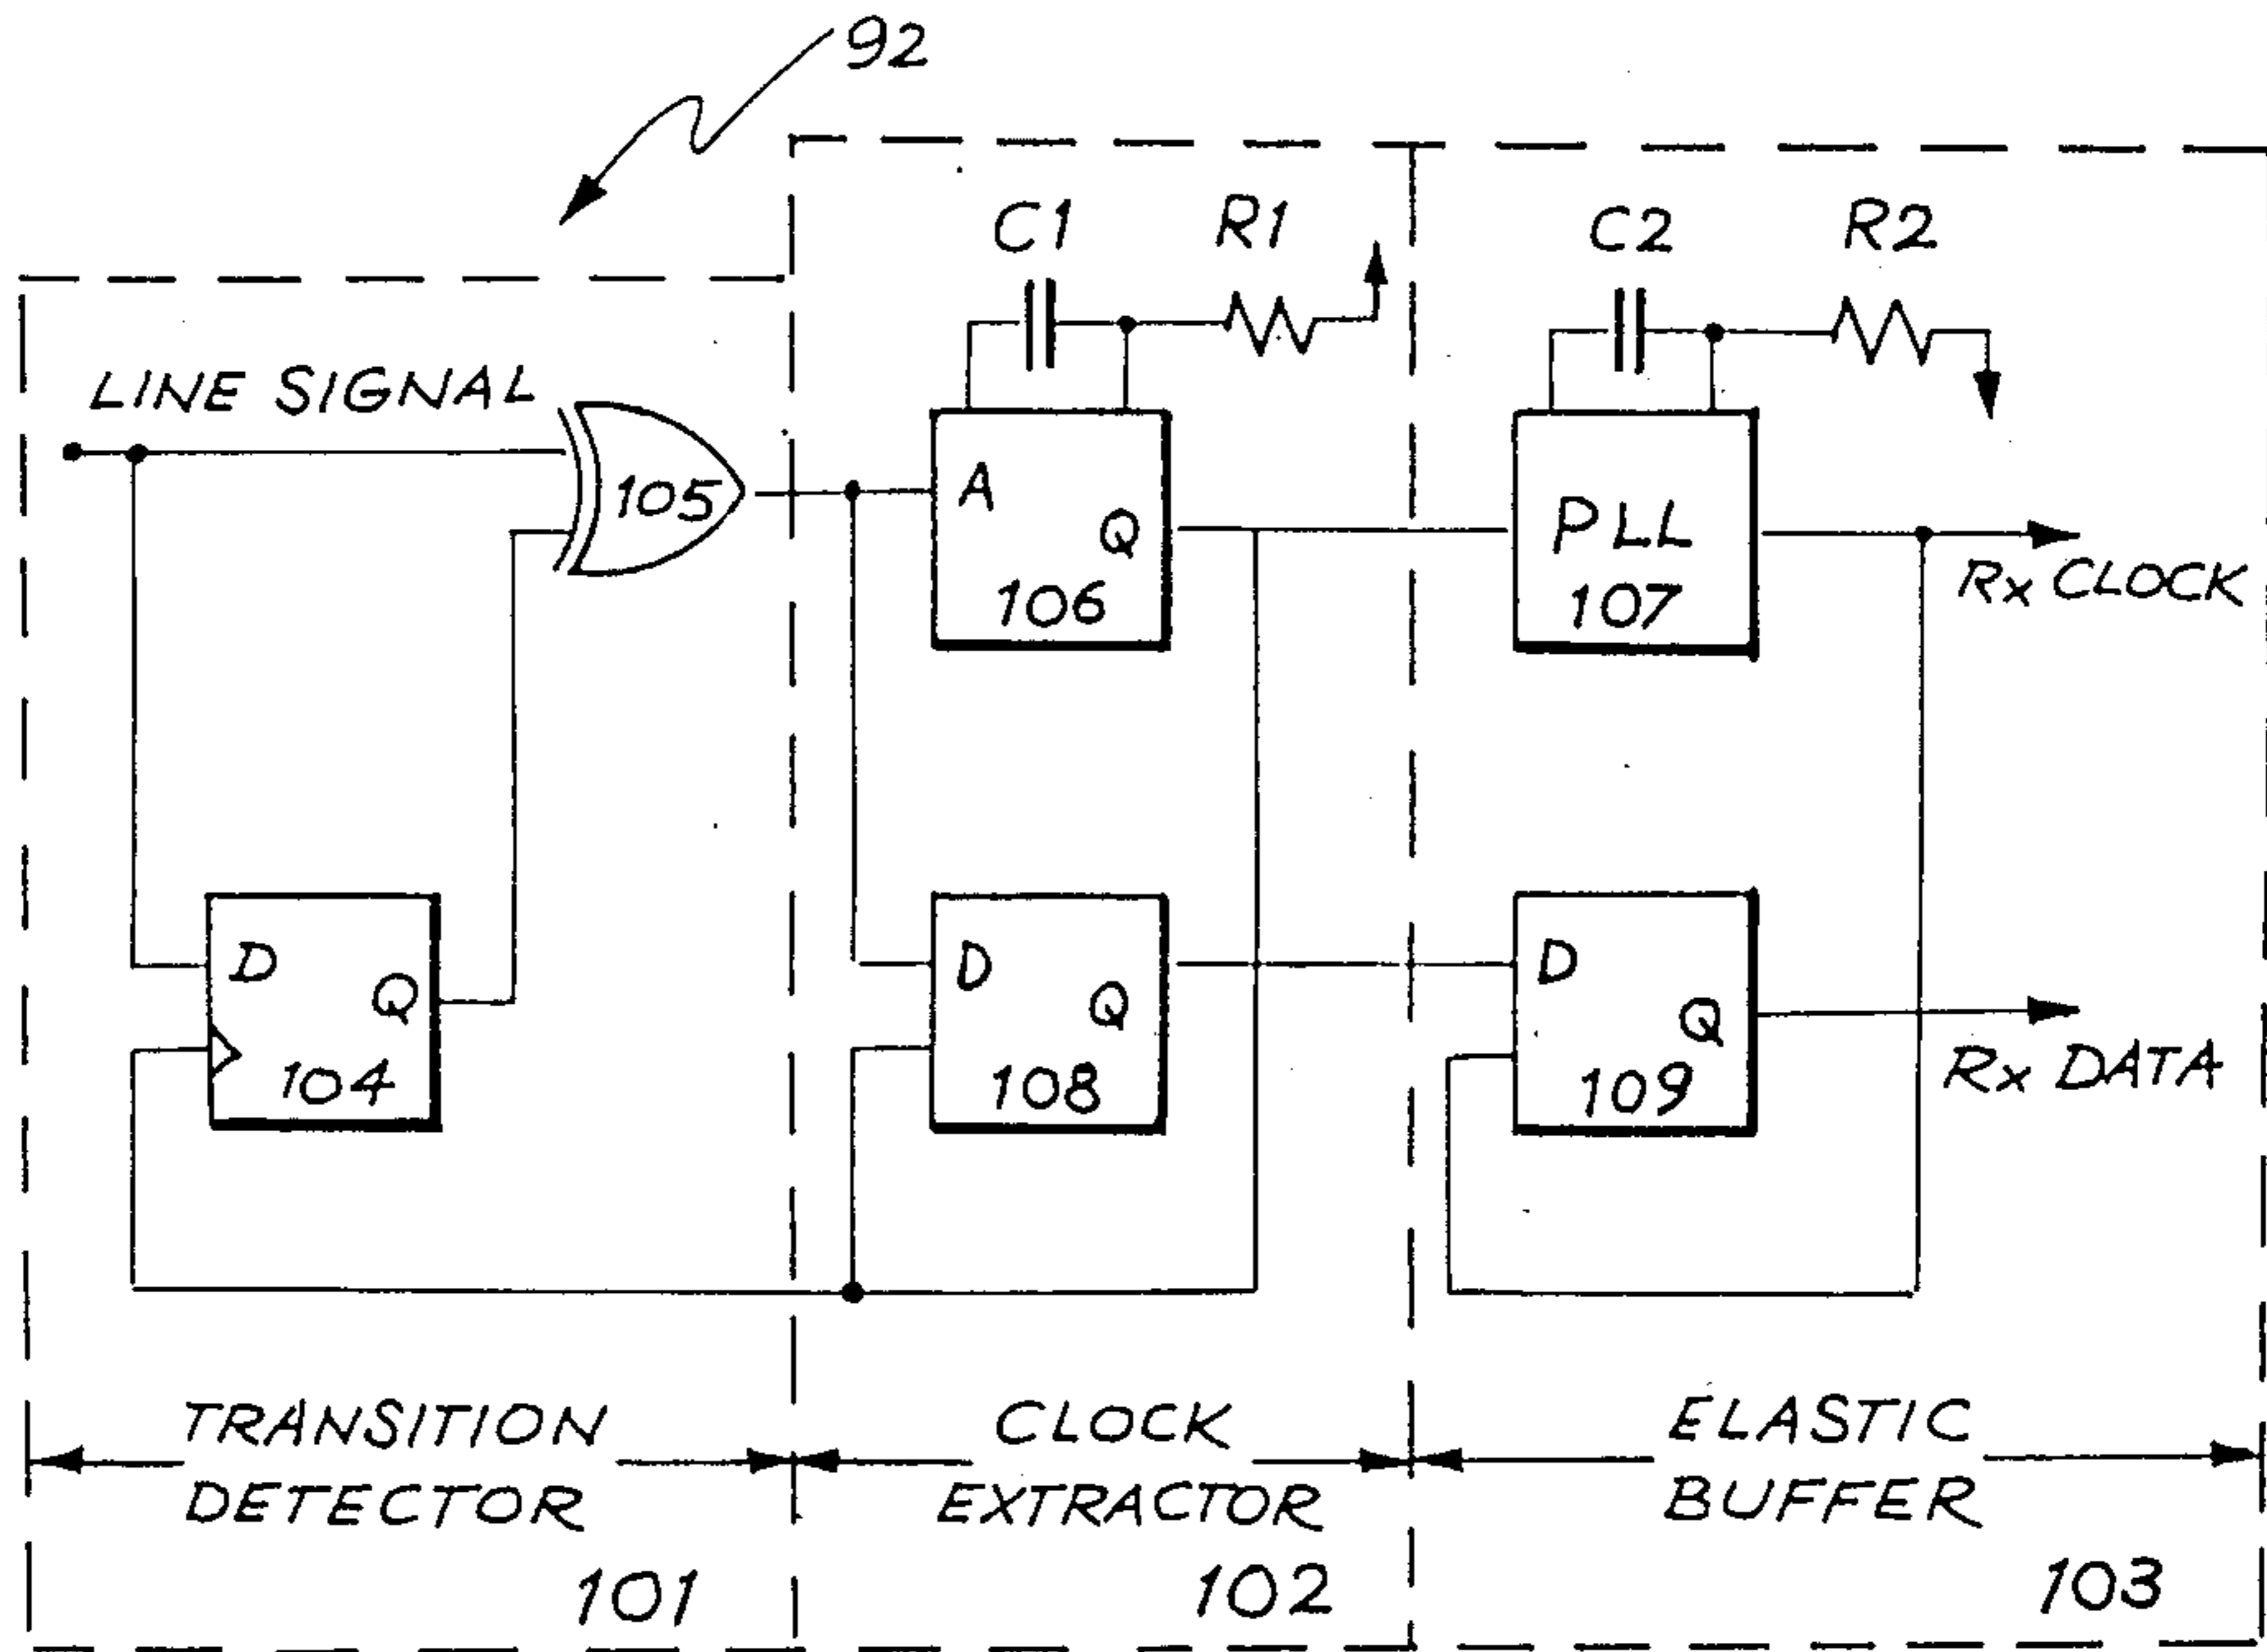 92
C1
R1
C2
R2
LINE SIGNAL
105
A
Q
106
PLL
107
Rx CLOCK
D
Q
104
D
Q
108
D
Q
109
Rx DATA
TRANSITION
DETECTOR
101
CLOCK
EXTRACTOR
102
ELASTIC
BUFFER
103